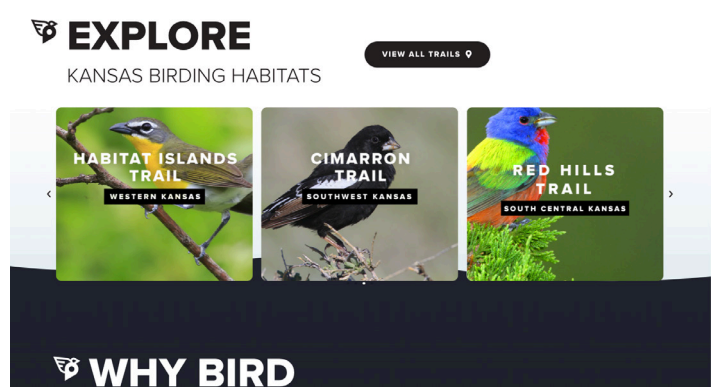 EXPLORE
KANSAS BIRDING HABITATS
VIEW ALL TRAILS
HABITAT ISLANDS
TRAIL
WESTERN KANSAS
CIMARRON
TRAIL
SOUTHWEST KANSAS
RED HILLS
TRAIL
SOUTH CENTRAL KANSAS
WHY BIRD